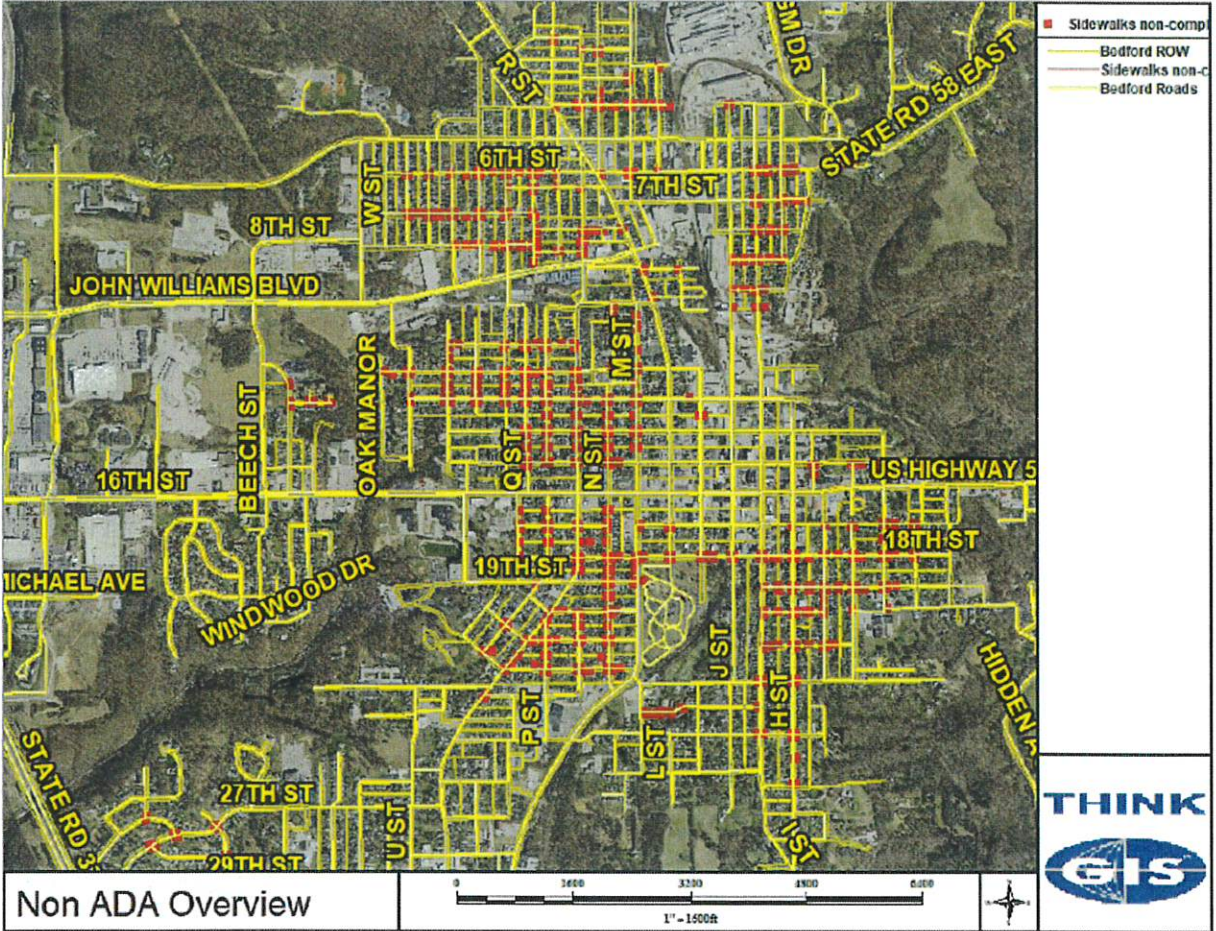 Sidewalks non-compl
Bedford ROW
Sidewalks non-c
Bedford Roads
R ST
GM DR
STATE RD 58 EAST
6TH ST
7TH ST
W ST
8TH ST
JOHN WILLIAMS BLVD
M ST
OAK MANOR
BEECH ST
Q ST
N ST
16TH ST
US HIGHWAY 5
18TH ST
19TH ST
MICHAEL AVE
WINDWOOD DR
J ST
H ST
HIDDEN A
P ST
L ST
STATE RD 3
27TH ST
U ST
29TH ST
I ST
THINK
GIS
Non ADA Overview
0 1600 3200 4800 6400
1" = 1600ft